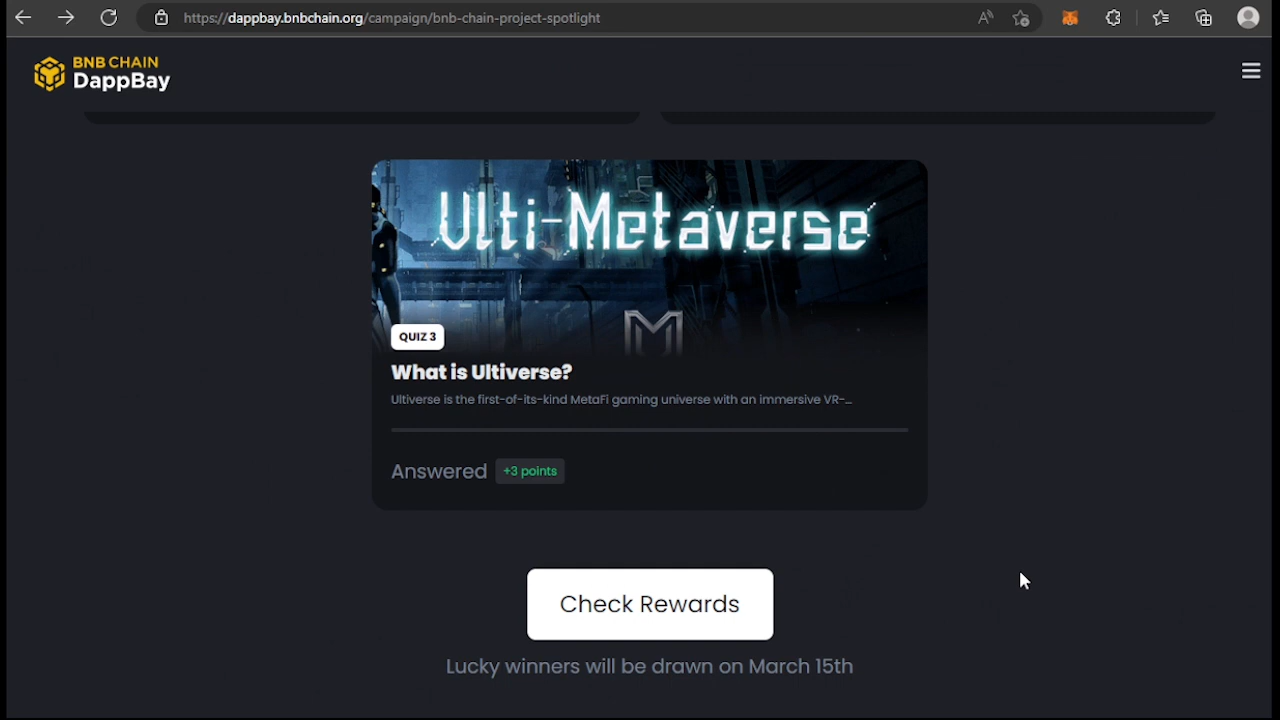 https://dappbay.bnbchain.org/campaign/bnb-chain-project-spotlight
BNB CHAIN
DappBay
Ulti-Metaverse
QUIZ 3
What is Ultiverse?
Ultiverse is the first-of-its-kind MetaFi gaming universe with an immersive VR-...
Answered +3 points
Check Rewards
Lucky winners will be drawn on March 15th